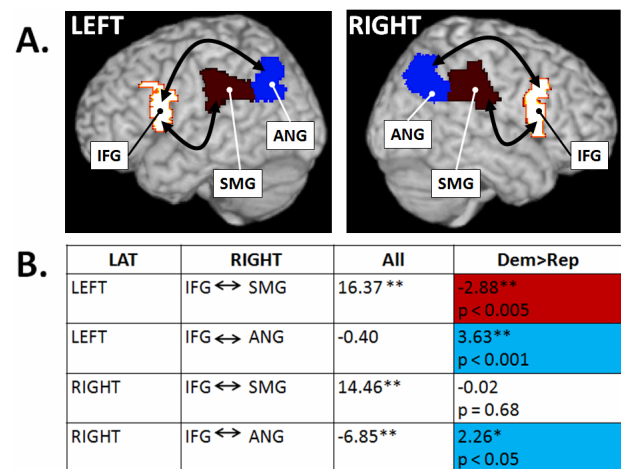 A.
LEFT
RIGHT
IFG
SMG
ANG
ANG
SMG
IFG
B.
LAT RIGHT All Dem>Rep
LEFT IFG ↔ SMG 16.37 ** -2.88**
p < 0.005
LEFT IFG ↔ ANG -0.40 3.63**
p < 0.001
RIGHT IFG ↔ SMG 14.46 ** -0.02
p = 0.68
RIGHT IFG ↔ ANG -6.85 ** 2.26*
p < 0.05